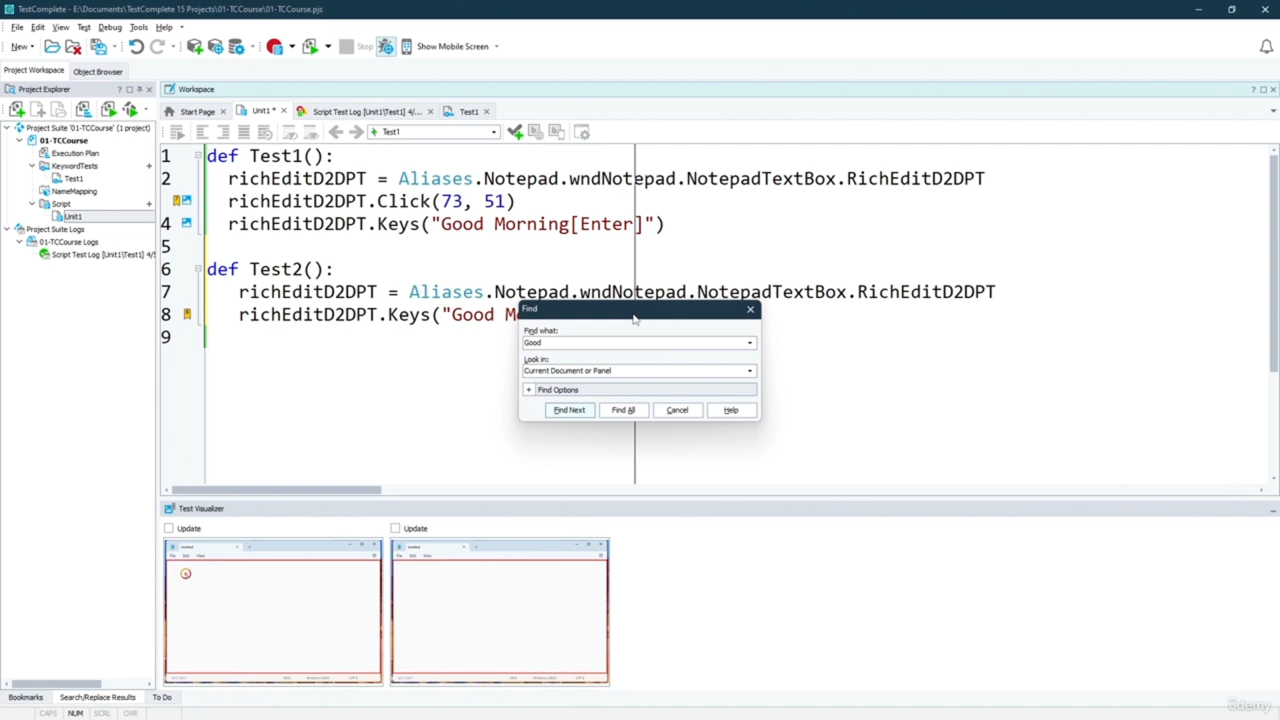 TestComplete - E:\Documents\TestComplete 15 Projects\01-TCCourse\01-TCCourse.pjs
File Edit View Test Debug Tools Help
New Stop Show Mobile Screen
Project Workspace Object Browser
Project Explorer
Workspace
Start Page Unit1 * Script Test Log [Unit1\Test1] 4/... Test1
Test1
Project Suite '01-TCCourse' (1 project)
01-TCCourse
Execution Plan
KeywordTests
Test1
NameMapping
Script
Unit1
Project Suite Logs
01-TCCourse Logs
Script Test Log [Unit1\Test1] 4/5
1 def Test1():
2 richEditD2DPT = Aliases.Notepad.wndNotepad.NotepadTextBox.RichEditD2DPT
richEditD2DPT.Click(73, 51)
4 richEditD2DPT.Keys("Good Morning[Enter]")
5
6 def Test2():
7 richEditD2DPT = Aliases.Notepad.wndNotepad.NotepadTextBox.RichEditD2DPT
8 richEditD2DPT.Keys("Good M
9
Find
Find what:
Good
Look in:
Current Document or Panel
+ Find Options
Find Next Find All Cancel Help
Test Visualizer
Update Update
File Edit View
File Edit View
Bookmarks Search/Replace Results To Do
CAPS NUM SCRL OVR
ûdemy